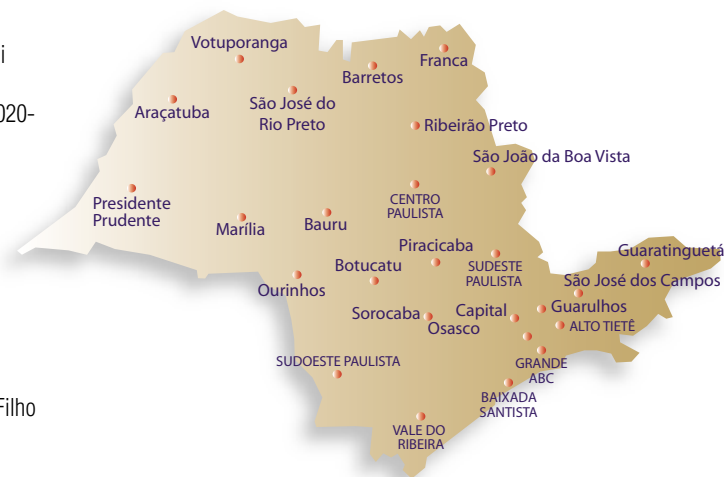 i
020-
Filho
Votuporanga
Franca
Barretos
Araçatuba
São José do
Rio Preto
Ribeirão Preto
São João da Boa Vista
Presidente
Prudente
CENTRO
PAULISTA
Marília
Bauru
Piracicaba
SUDESTE
PAULISTA
Guaratinguetá
Botucatu
Ourinhos
São José dos Campos
Sorocaba
Osasco
Capital
Guarulhos
ALTO TIETÊ
SUDOESTE PAULISTA
GRANDE
ABC
BAIXADA
SANTISTA
VALE DO
RIBEIRA